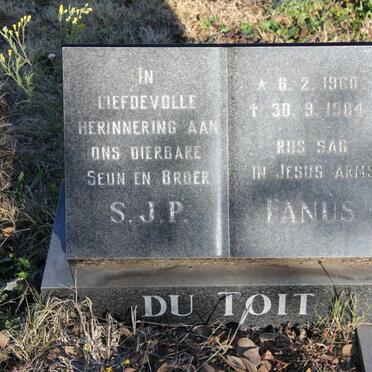 IN
LIEFDEVOLLE
HERINNERING AAN
ONS DIERBARE
SEUN EN BROER
S.J.P.
* 8. 2. 1960
✝ 30. 9. 1984
RUS SAG
IN JESUS ARMS
FANUS
DU TOIT